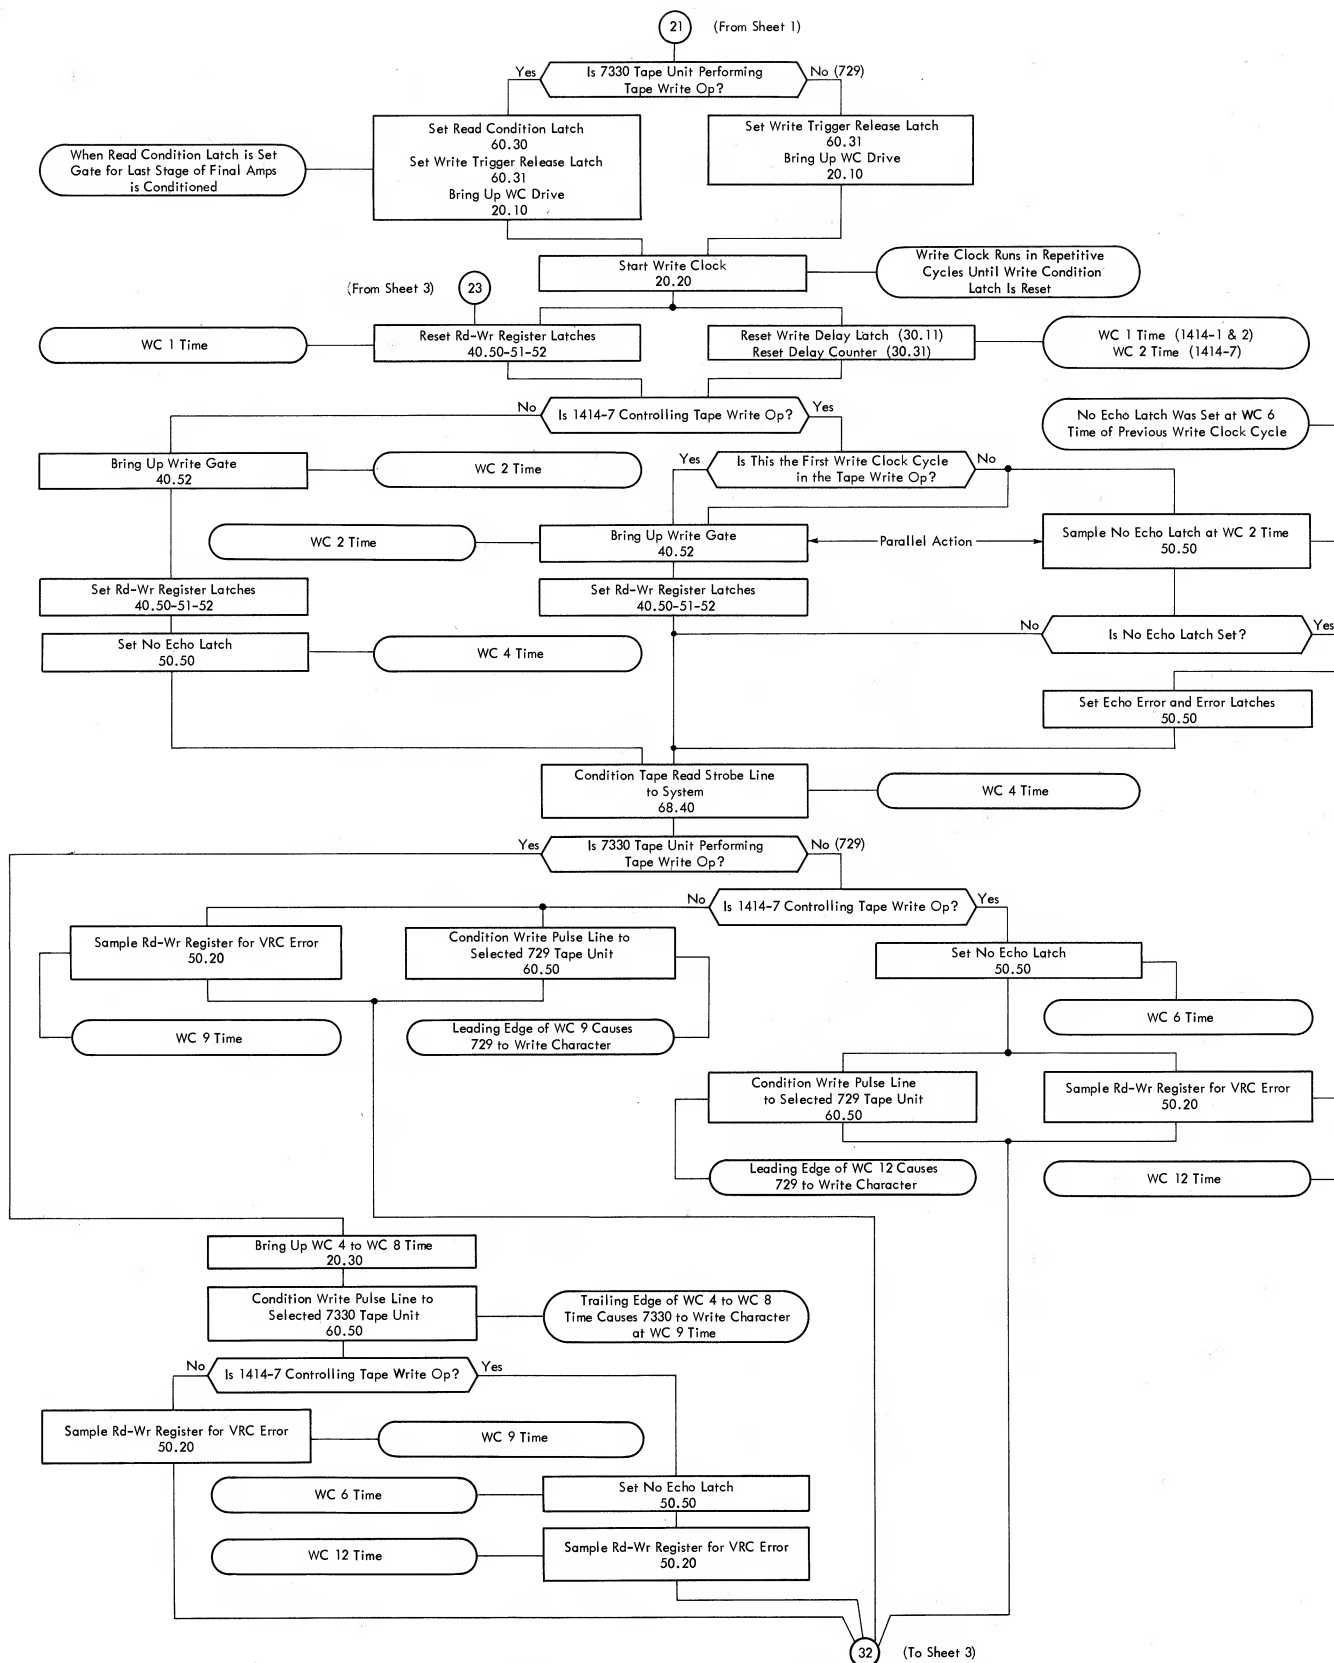 21 (From Sheet 1)
Is 7330 Tape Unit Performing
Tape Write Op?
Yes
No (729)
Set Read Condition Latch
60.30
Set Write Trigger Release Latch
60.31
Bring Up WC Drive
20.10
When Read Condition Latch is Set
Gate for Last Stage of Final Amps
is Conditioned
Set Write Trigger Release Latch
60.31
Bring Up WC Drive
20.10
Start Write Clock
20.20
Write Clock Runs in Repetitive
Cycles Until Write Condition
Latch Is Reset
(From Sheet 3) 23
WC 1 Time
Reset Rd-Wr Register Latches
40.50-51-52
Reset Write Delay Latch (30.11)
Reset Delay Counter (30.31)
WC 1 Time (1414-1 & 2)
WC 2 Time (1414-7)
No
Is 1414-7 Controlling Tape Write Op?
Yes
No Echo Latch Was Set at WC 6
Time of Previous Write Clock Cycle
Bring Up Write Gate
40.52
WC 2 Time
Yes
Is This the First Write Clock Cycle
in the Tape Write Op?
No
WC 2 Time
Bring Up Write Gate
40.52
Parallel Action
Sample No Echo Latch at WC 2 Time
50.50
Set Rd-Wr Register Latches
40.50-51-52
Set Rd-Wr Register Latches
40.50-51-52
No
Is No Echo Latch Set?
Yes
Set No Echo Latch
50.50
WC 4 Time
Set Echo Error and Error Latches
50.50
Condition Tape Read Strobe Line
to System
68.40
WC 4 Time
Yes
Is 7330 Tape Unit Performing
Tape Write Op?
No (729)
No
Is 1414-7 Controlling Tape Write Op?
Yes
Sample Rd-Wr Register for VRC Error
50.20
Condition Write Pulse Line to
Selected 729 Tape Unit
60.50
Set No Echo Latch
50.50
WC 9 Time
Leading Edge of WC 9 Causes
729 to Write Character
WC 6 Time
Condition Write Pulse Line
to Selected 729 Tape Unit
60.50
Sample Rd-Wr Register for VRC Error
50.20
Leading Edge of WC 12 Causes
729 to Write Character
WC 12 Time
Bring Up WC 4 to WC 8 Time
20.30
Condition Write Pulse Line to
Selected 7330 Tape Unit
60.50
Trailing Edge of WC 4 to WC 8
Time Causes 7330 to Write Character
at WC 9 Time
No
Is 1414-7 Controlling Tape Write Op?
Yes
Sample Rd-Wr Register for VRC Error
50.20
WC 9 Time
WC 6 Time
Set No Echo Latch
50.50
WC 12 Time
Sample Rd-Wr Register for VRC Error
50.20
32 (To Sheet 3)